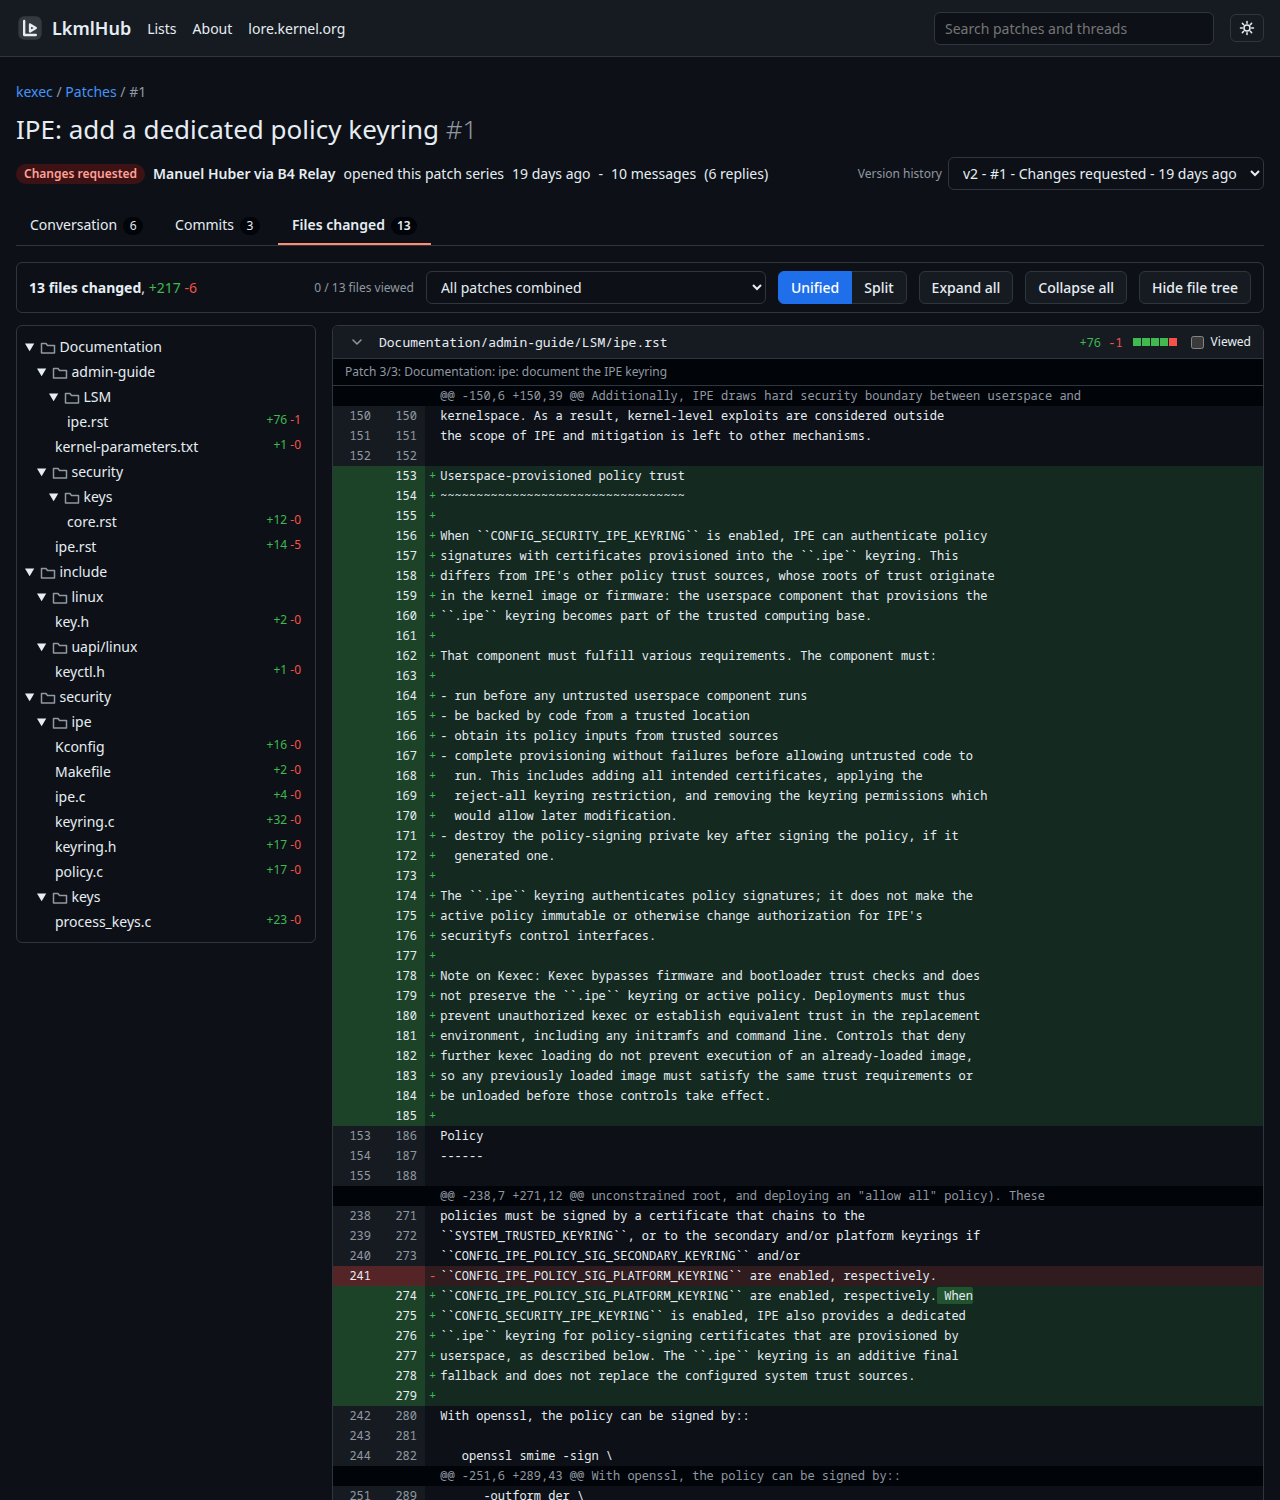 LkmlHub Lists About lore.kernel.org Search patches and threads
kexec / Patches / #1
IPE: add a dedicated policy keyring #1
Changes requested Manuel Huber via B4 Relay opened this patch series 19 days ago - 10 messages (6 replies) Version history v2 - #1 - Changes requested - 19 days ago
Conversation 6 Commits 3 Files changed 13
13 files changed, +217 -6 0 / 13 files viewed All patches combined Unified Split Expand all Collapse all Hide file tree
Documentation
admin-guide
LSM
ipe.rst +76 -1
kernel-parameters.txt +1 -0
security
keys
core.rst +12 -0
ipe.rst +14 -5
include
linux
key.h +2 -0
uapi/linux
keyctl.h +1 -0
security
ipe
Kconfig +16 -0
Makefile +2 -0
ipe.c +4 -0
keyring.c +32 -0
keyring.h +17 -0
policy.c +17 -0
keys
process_keys.c +23 -0
Documentation/admin-guide/LSM/ipe.rst +76 -1 Viewed
Patch 3/3: Documentation: ipe: document the IPE keyring
@@ -150,6 +150,39 @@ Additionally, IPE draws hard security boundary between userspace and
150 150 kernelspace. As a result, kernel-level exploits are considered outside
151 151 the scope of IPE and mitigation is left to other mechanisms.
152 152
153 + Userspace-provisioned policy trust
154 + ~~~~~~~~~~~~~~~~~~~~~~~~~~~~~~~~~~
155 +
156 + When ``CONFIG_SECURITY_IPE_KEYRING`` is enabled, IPE can authenticate policy
157 + signatures with certificates provisioned into the ``.ipe`` keyring. This
158 + differs from IPE's other policy trust sources, whose roots of trust originate
159 + in the kernel image or firmware: the userspace component that provisions the
160 + ``.ipe`` keyring becomes part of the trusted computing base.
161 +
162 + That component must fulfill various requirements. The component must:
163 +
164 + - run before any untrusted userspace component runs
165 + - be backed by code from a trusted location
166 + - obtain its policy inputs from trusted sources
167 + - complete provisioning without failures before allowing untrusted code to
168 + run. This includes adding all intended certificates, applying the
169 + reject-all keyring restriction, and removing the keyring permissions which
170 + would allow later modification.
171 + - destroy the policy-signing private key after signing the policy, if it
172 + generated one.
173 +
174 + The ``.ipe`` keyring authenticates policy signatures; it does not make the
175 + active policy immutable or otherwise change authorization for IPE's
176 + securityfs control interfaces.
177 +
178 + Note on Kexec: Kexec bypasses firmware and bootloader trust checks and does
179 + not preserve the ``.ipe`` keyring or active policy. Deployments must thus
180 + prevent unauthorized kexec or establish equivalent trust in the replacement
181 + environment, including any initramfs and command line. Controls that deny
182 + further kexec loading do not prevent execution of an already-loaded image,
183 + so any previously loaded image must satisfy the same trust requirements or
184 + be unloaded before those controls take effect.
185 +
153 186 Policy
154 187 ------
155 188
@@ -238,7 +271,12 @@ unconstrained root, and deploying an "allow all" policy). These
238 271 policies must be signed by a certificate that chains to the
239 272 ``SYSTEM_TRUSTED_KEYRING``, or to the secondary and/or platform keyrings if
240 273 ``CONFIG_IPE_POLICY_SIG_SECONDARY_KEYRING`` and/or
241 - ``CONFIG_IPE_POLICY_SIG_PLATFORM_KEYRING`` are enabled, respectively.
274 + ``CONFIG_IPE_POLICY_SIG_PLATFORM_KEYRING`` are enabled, respectively. When
275 + ``CONFIG_SECURITY_IPE_KEYRING`` is enabled, IPE also provides a dedicated
276 + ``.ipe`` keyring for policy-signing certificates that are provisioned by
277 + userspace, as described below. The ``.ipe`` keyring is an additive final
278 + fallback and does not replace the configured system trust sources.
279 +
242 280 With openssl, the policy can be signed by::
243 281
244 282 openssl smime -sign \
@@ -251,6 +289,43 @@ With openssl, the policy can be signed by::
251 289 -outform der \